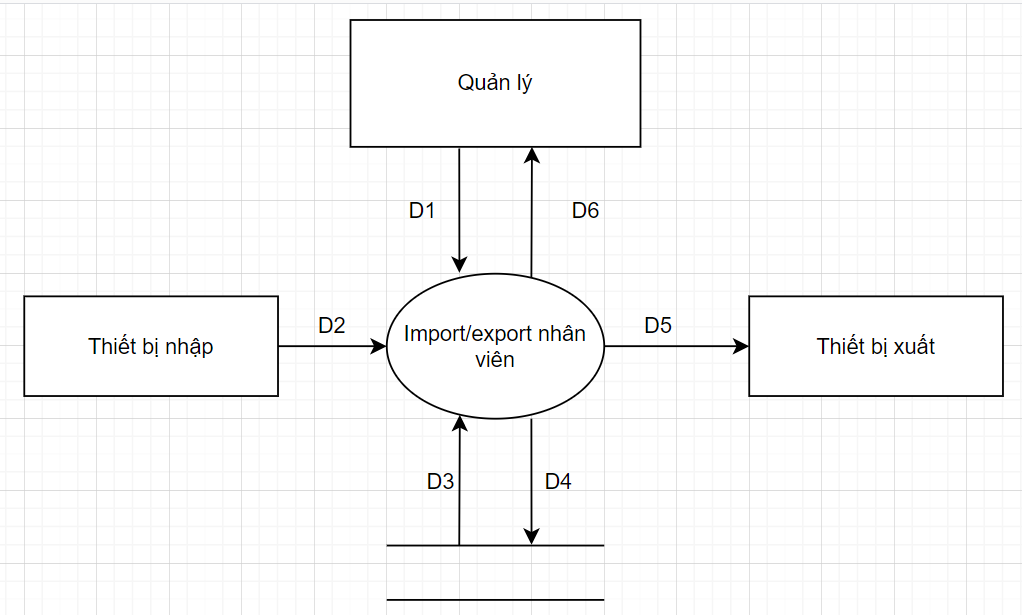 Quản lý
D1
D6
Thiết bị nhập
D2
Import/export nhân
viên
D5
Thiết bị xuất
D3
D4